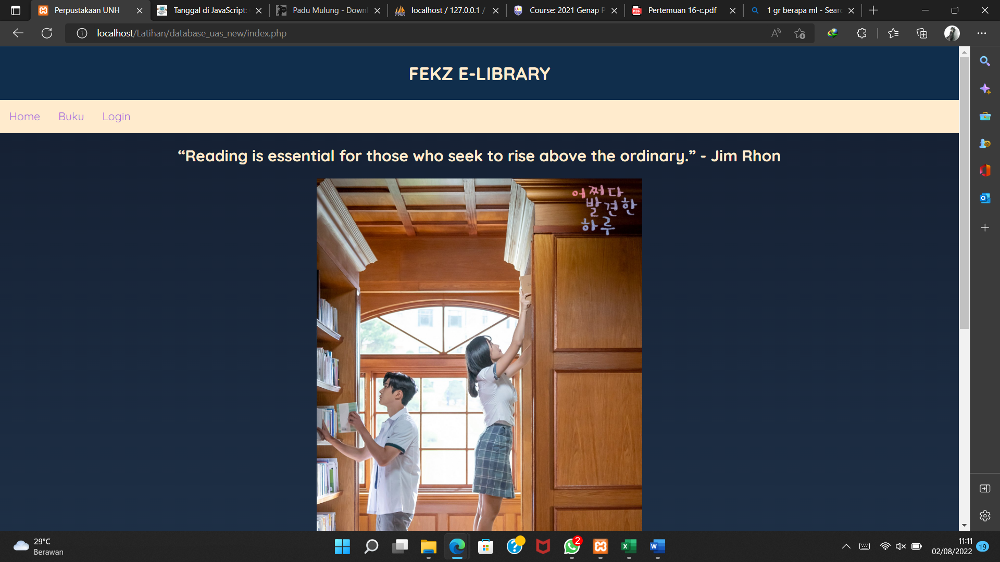 Perpustakaan UNH
Tanggal di JavaScript:
Padu Mulung - Downl
localhost / 127.0.0.1 /
Course: 2021 Genap P
Pertemuan 16-c.pdf
1 gr berapa ml - Searc
localhost/Latihan/database_uas_new/index.php
FEKZ E-LIBRARY
Home Buku Login
“Reading is essential for those who seek to rise above the ordinary.” - Jim Rhon
어쩌다
발견한
하루
29°C
Berawan
2
11:11
02/08/2022
19